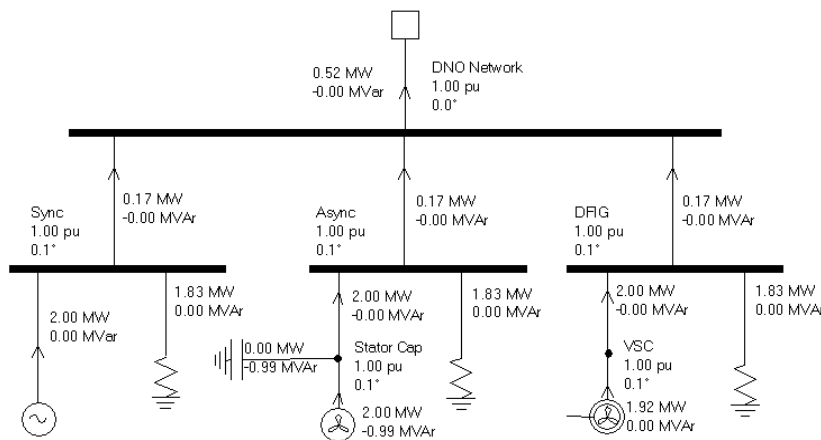 0.52 MW
-0.00 MVar
DNO Network
1.00 pu
0.0°
0.17 MW
-0.00 MVAr
0.17 MW
-0.00 MVAr
0.17 MW
-0.00 MVAr
Sync
1.00 pu
0.1°
Async
1.00 pu
0.1°
DFIG
1.00 pu
0.1°
2.00 MW
0.00 MVar
1.83 MW
0.00 MVAr
2.00 MW
-0.00 MVAr
1.83 MW
0.00 MVAr
2.00 MW
-0.00 MVAr
1.83 MW
0.00 MVAr
0.00 MW
-0.99 MVAr
Stator Cap
1.00 pu
0.1°
VSC
1.00 pu
0.1°
2.00 MW
-0.99 MVAr
1.92 MW
0.00 MVAr